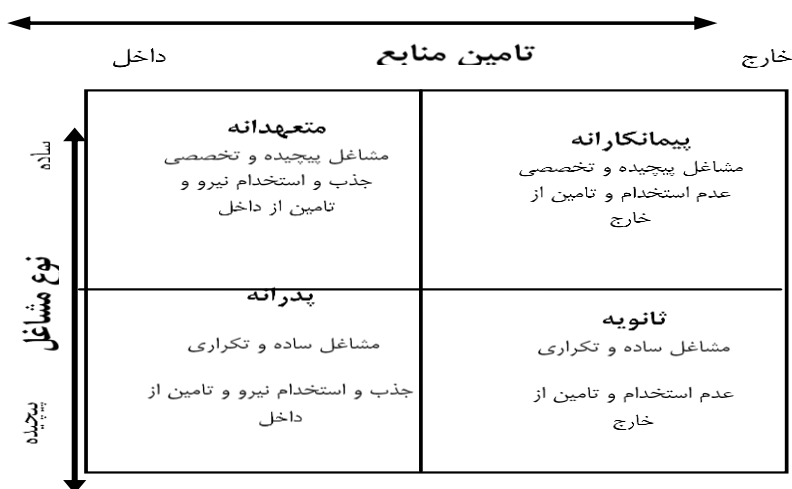 خارج
تامین منابع
داخل
پیمانکارانه
مشاغل پیچیده و تخصصی
عدم استخدام و تامین از
خارج
متعهدانه
مشاغل پیچیده و تخصصی
جذب و استخدام نیرو و
تامین از داخل
ساده
نوع مشاغل
پیچیده
ثانویه
مشاغل ساده و تکراری
عدم استخدام و تامین از
خارج
پدرانه
مشاغل ساده و تکراری
جذب و استخدام نیرو و تامین از
داخل